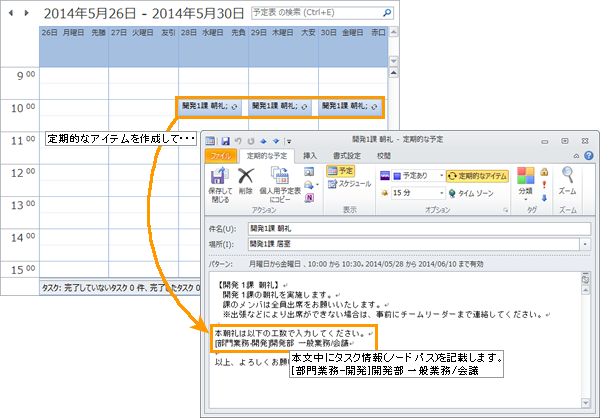 2014年5月26日 - 2014年5月30日
予定表 の検索 (Ctrl+E)
26日 月曜日 先勝 27日 火曜日 友引 28日 水曜日 先負 29日 木曜日 大安 30日 金曜日 赤口
9 00
10 00
開発1課 朝礼; 開発1課 朝礼; 開発1課 朝礼;
11 00
定期的なアイテムを作成して・・・
12 00
13 00
14 00
15 00
タスク: 完了していないタスク 0 件、完了したタスク 0
開発1課 朝礼 - 定期的な予定
ファイル 定期的な予定 挿入 書式設定 校閲
保存して閉じる
削除
個人用予定表にコピー
アクション
予定
スケジュール
表示
予定あり
15 分
定期的なアイテム
タイム ゾーン
オプション
分類
タグ
ズーム
ズーム
件名(U): 開発1課 朝礼
場所(I): 開発1課 居室
パターン: 月曜日から金曜日 、10:00 から 10:30。2014/05/28 から 2014/06/10 まで有効
【開発 1課 朝礼】
開発 1課の朝礼を実施します。
課のメンバは全員出席をお願いいたします。
※出張などにより出席ができない場合は、事前にチームリーダーまで連絡してください。
本朝礼は以下の工数で入力してください。
[部門業務-開発]開発部 一般業務/会議
以上、よろしくお願
本文中にタスク情報(ノード パス)を記載します。
[部門業務-開発]開発部 一般業務/会議